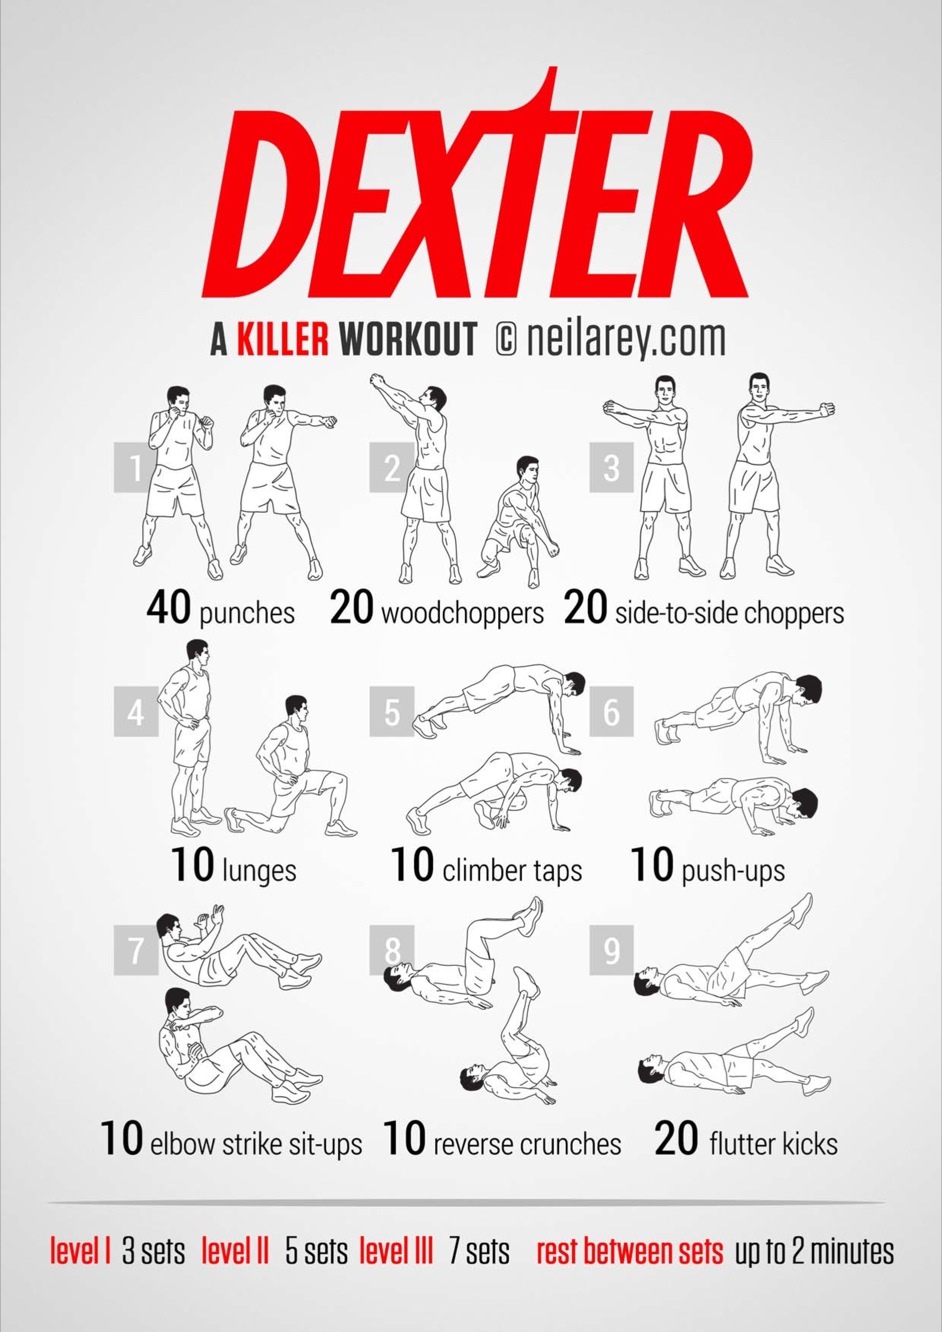 DEXTER
A KILLER WORKOUT © neilarey.com
1 2 3
40 punches 20 woodchoppers 20 side-to-side choppers
4 5 6
10 lunges 10 climber taps 10 push-ups
7 8 9
10 elbow strike sit-ups 10 reverse crunches 20 flutter kicks
level I 3 sets level II 5 sets level III 7 sets rest between sets up to 2 minutes